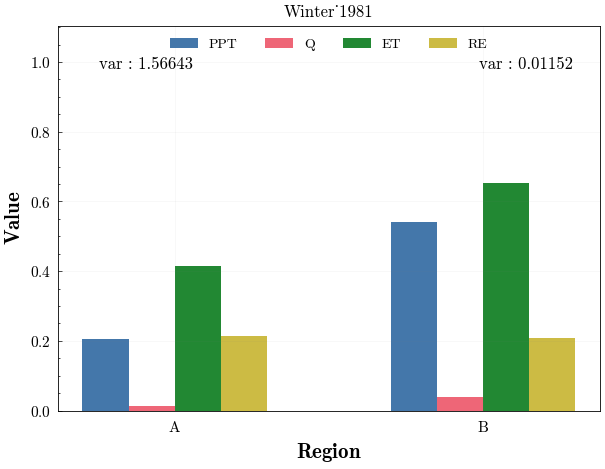 Winter˙1981
PPT Q ET RE
var : 1.56643 var : 0.01152
1.0
0.8
0.6
0.4
0.2
0.0
Value
A B
Region